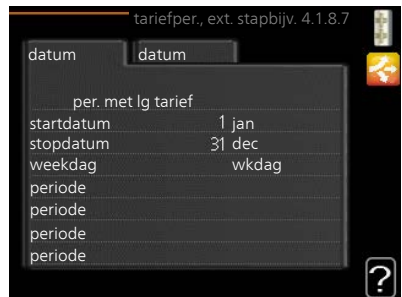 tariefper., ext. stapbijv. 4.1.8.7
datum datum
per. met lg tarief
startdatum 1 jan
stopdatum 31 dec
weekdag wkdag
periode
periode
periode
periode
?